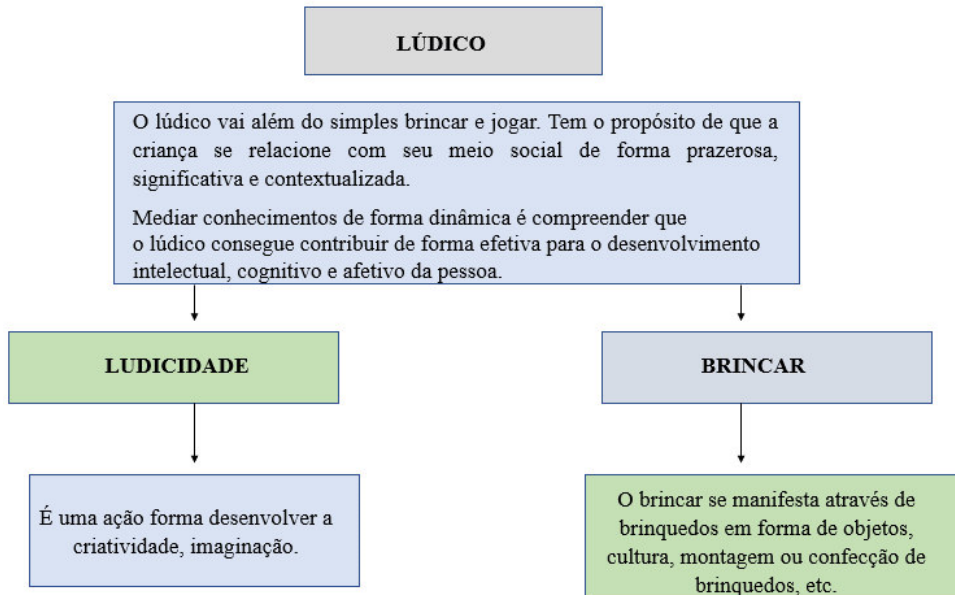 LÚDICO
O lúdico vai além do simples brincar e jogar. Tem o propósito de que a
criança se relacione com seu meio social de forma prazerosa,
significativa e contextualizada.
Mediar conhecimentos de forma dinâmica é compreender que
o lúdico consegue contribuir de forma efetiva para o desenvolvimento
intelectual, cognitivo e afetivo da pessoa.
LUDICIDADE
BRINCAR
É uma ação forma desenvolver a
criatividade, imaginação.
O brincar se manifesta através de
brinquedos em forma de objetos,
cultura, montagem ou confecção de
brinquedos, etc.